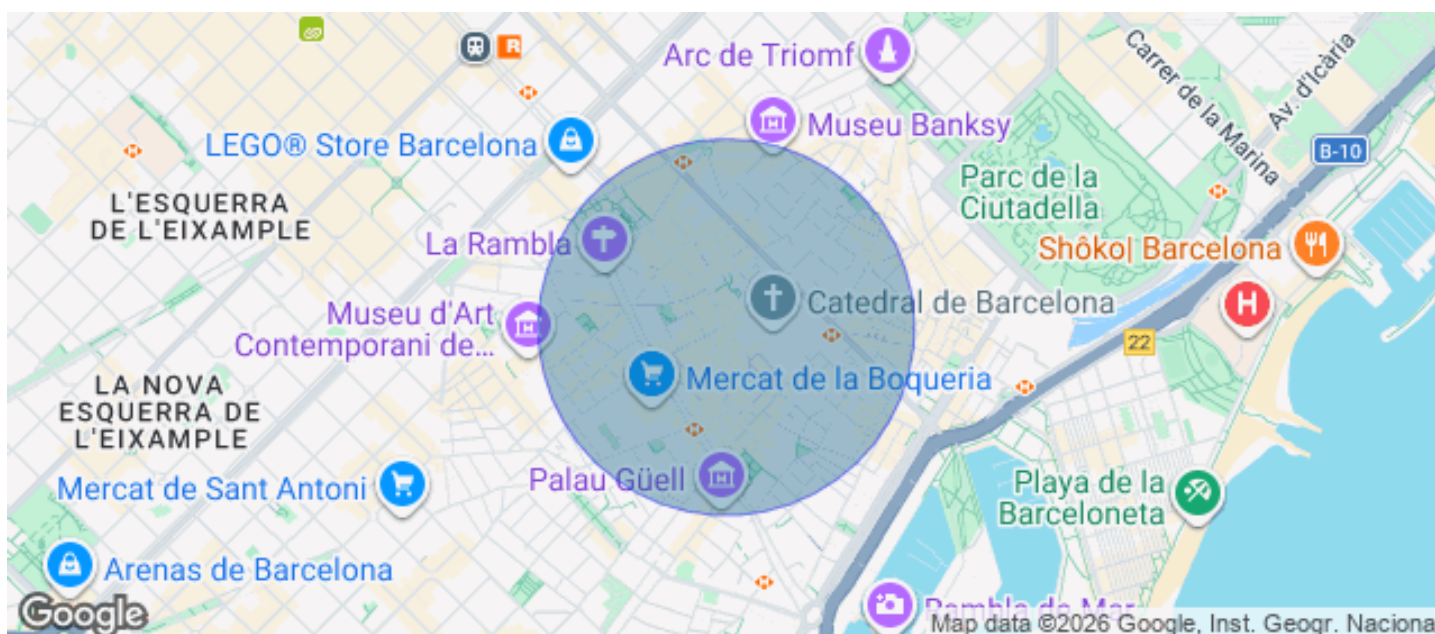 Arc de Triomf
Carrer de la Marina
Av. d'Icària
LEGO® Store Barcelona
Museu Banksy
B-10
L'ESQUERRA
DE L'EIXAMPLE
Parc de la
Ciutadella
La Rambla
Shôko| Barcelona
Catedral de Barcelona
H
Museu d'Art
Contemporani de...
22
Mercat de la Boqueria
LA NOVA
ESQUERRA DE
L'EIXAMPLE
Palau Güell
Mercat de Sant Antoni
Playa de la
Barceloneta
Arenas de Barcelona
Rambla de Mar
Google
Map data ©2026 Google, Inst. Geogr. Naciona